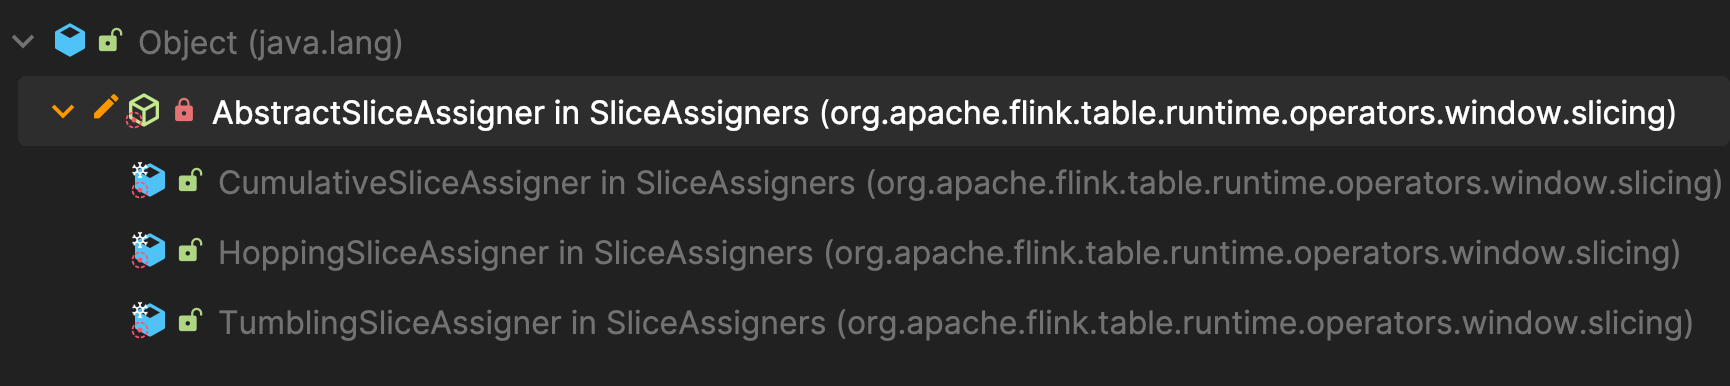 Object (java.lang)
AbstractSliceAssigner in SliceAssigners (org.apache.flink.table.runtime.operators.window.slicing)
CumulativeSliceAssigner in SliceAssigners (org.apache.flink.table.runtime.operators.window.slicing)
HoppingSliceAssigner in SliceAssigners (org.apache.flink.table.runtime.operators.window.slicing)
TumblingSliceAssigner in SliceAssigners (org.apache.flink.table.runtime.operators.window.slicing)